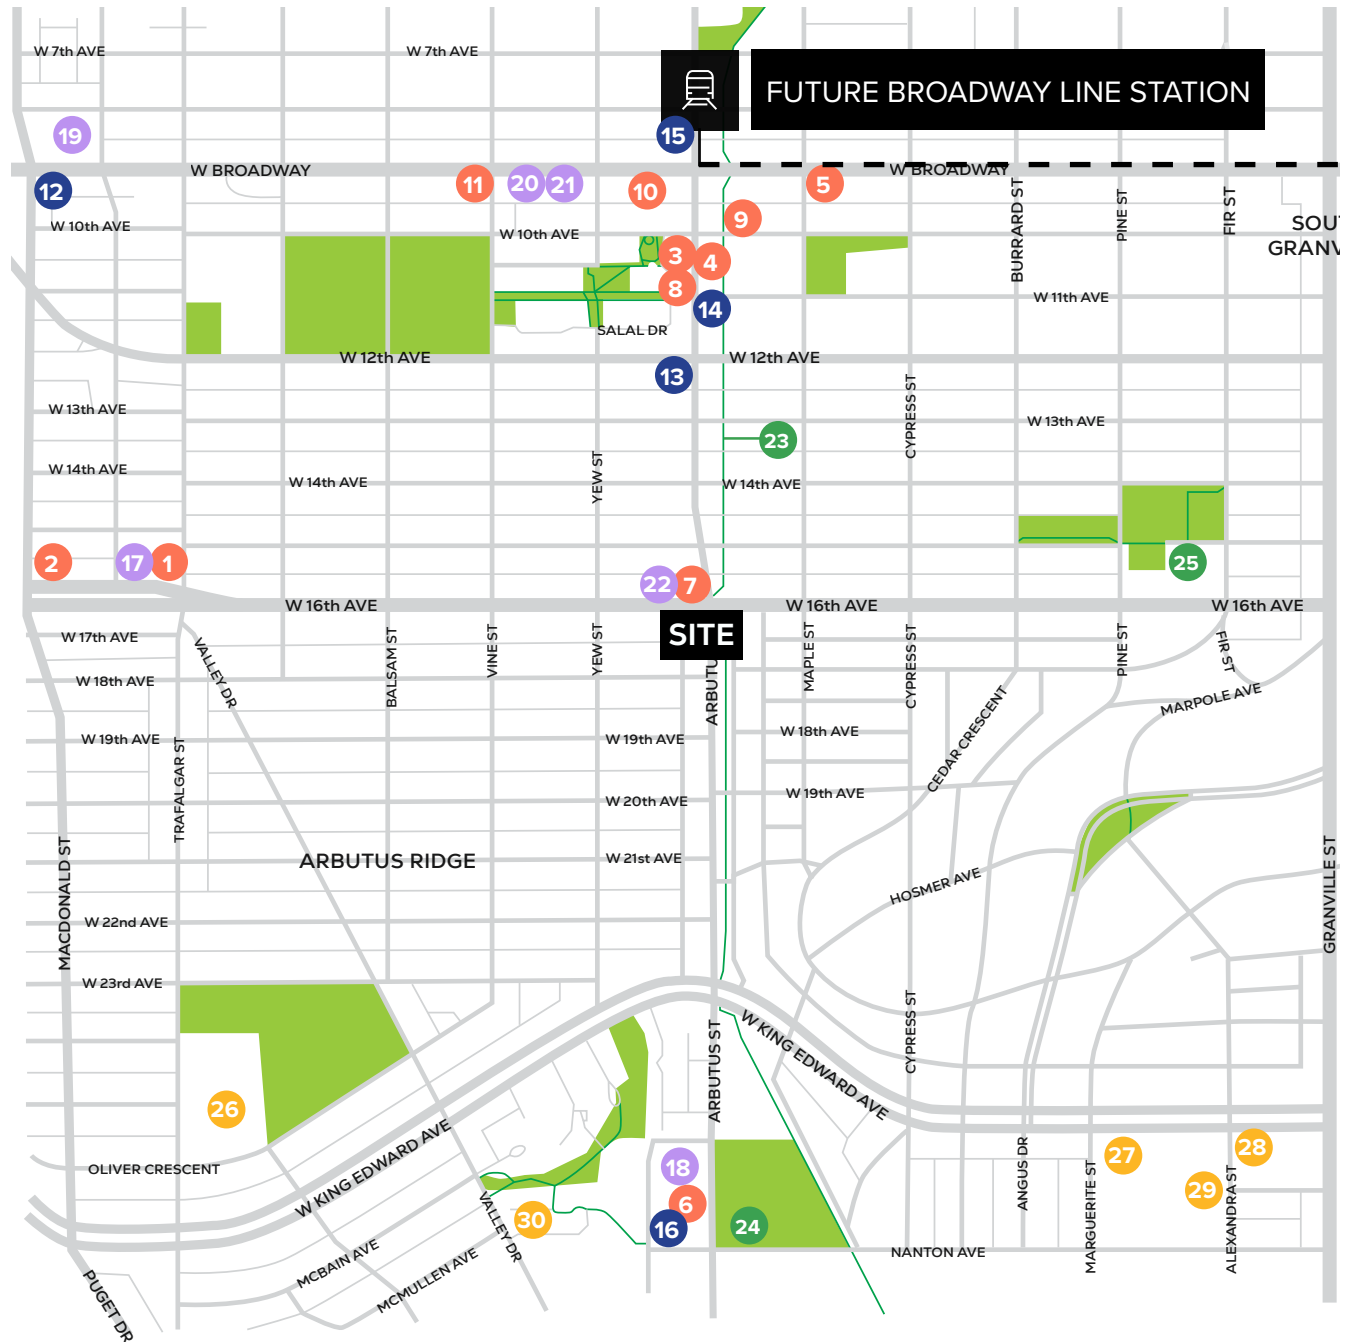 W 7th AVE
W 7th AVE
FUTURE BROADWAY LINE STATION
19
15
W BROADWAY
W BROADWAY
12
11
20
21
10
5
9
W 10th AVE
W 10th AVE
BURRARD ST
PINE ST
FIR ST
SOU
GRANV
3
4
8
14
W 11th AVE
SALAL DR
W 12th AVE
W 12th AVE
13
W 13th AVE
W 13th AVE
CYPRESS ST
23
W 14th AVE
W 14th AVE
W 14th AVE
YEW ST
2
17
1
25
22
7
W 16th AVE
W 16th AVE
W 16th AVE
SITE
W 17th AVE
VALLEY DR
BALSAM ST
VINE ST
YEW ST
ARBUTU
MAPLE ST
CYPRESS ST
PINE ST
FIR ST
W 18th AVE
MARPOLE AVE
CEDAR CRESCENT
W 18th AVE
W 19th AVE
W 19th AVE
TRAFALGAR ST
W 20th AVE
W 19th AVE
ARBUTUS RIDGE
W 21st AVE
MACDONALD ST
HOSMER AVE
GRANVILLE ST
W 22nd AVE
W 23rd AVE
W KING EDWARD AVE
ARBUTUS ST
CYPRESS ST
26
W KING EDWARD AVE
OLIVER CRESCENT
18
27
28
ANGUS DR
MARGUERITE ST
29
ALEXANDRA ST
6
30
16
24
VALLEY DR
NANTON AVE
MCBAIN AVE
MCMULLEN AVE
PUGET DR